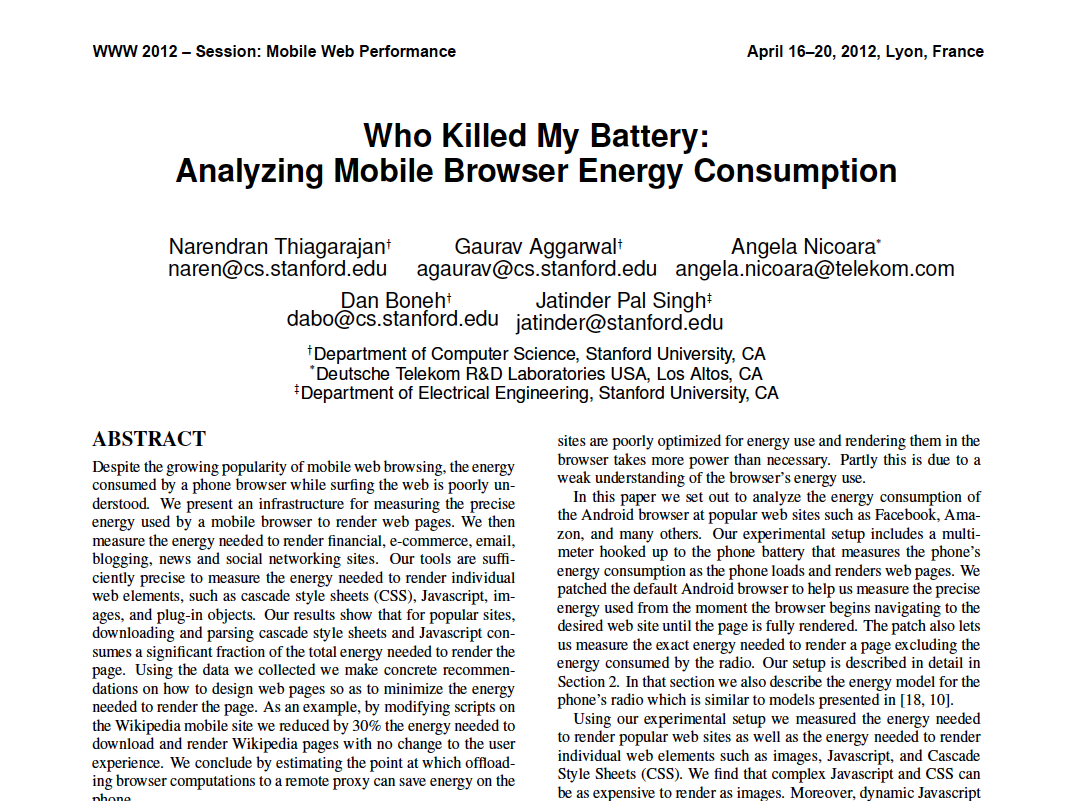 WWW 2012 – Session: Mobile Web Performance
April 16–20, 2012, Lyon, France
Who Killed My Battery:
Analyzing Mobile Browser Energy Consumption
Narendran Thiagarajan†
naren@cs.stanford.edu
Gaurav Aggarwal†
agaurav@cs.stanford.edu
Angela Nicoara*
angela.nicoara@telekom.com
Dan Boneh†
dabo@cs.stanford.edu
Jatinder Pal Singh‡
jatinder@stanford.edu
†Department of Computer Science, Stanford University, CA
*Deutsche Telekom R&D Laboratories USA, Los Altos, CA
‡Department of Electrical Engineering, Stanford University, CA
ABSTRACT
Despite the growing popularity of mobile web browsing, the energy
consumed by a phone browser while surfing the web is poorly un-
derstood. We present an infrastructure for measuring the precise
energy used by a mobile browser to render web pages. We then
measure the energy needed to render financial, e-commerce, email,
blogging, news and social networking sites. Our tools are suffi-
ciently precise to measure the energy needed to render individual
web elements, such as cascade style sheets (CSS), Javascript, im-
ages, and plug-in objects. Our results show that for popular sites,
downloading and parsing cascade style sheets and Javascript con-
sumes a significant fraction of the total energy needed to render the
page. Using the data we collected we make concrete recommen-
dations on how to design web pages so as to minimize the energy
needed to render the page. As an example, by modifying scripts on
the Wikipedia mobile site we reduced by 30% the energy needed to
download and render Wikipedia pages with no change to the user
experience. We conclude by estimating the point at which offload-
ing browser computations to a remote proxy can save energy on the
phone.
sites are poorly optimized for energy use and rendering them in the
browser takes more power than necessary. Partly this is due to a
weak understanding of the browser's energy use.
In this paper we set out to analyze the energy consumption of
the Android browser at popular web sites such as Facebook, Ama-
zon, and many others. Our experimental setup includes a multi-
meter hooked up to the phone battery that measures the phone's
energy consumption as the phone loads and renders web pages. We
patched the default Android browser to help us measure the precise
energy used from the moment the browser begins navigating to the
desired web site until the page is fully rendered. The patch also lets
us measure the exact energy needed to render a page excluding the
energy consumed by the radio. Our setup is described in detail in
Section 2. In that section we also describe the energy model for the
phone's radio which is similar to models presented in [18, 10].
Using our experimental setup we measured the energy needed
to render popular web sites as well as the energy needed to render
individual web elements such as images, Javascript, and Cascade
Style Sheets (CSS). We find that complex Javascript and CSS can
be as expensive to render as images. Moreover, dynamic Javascript